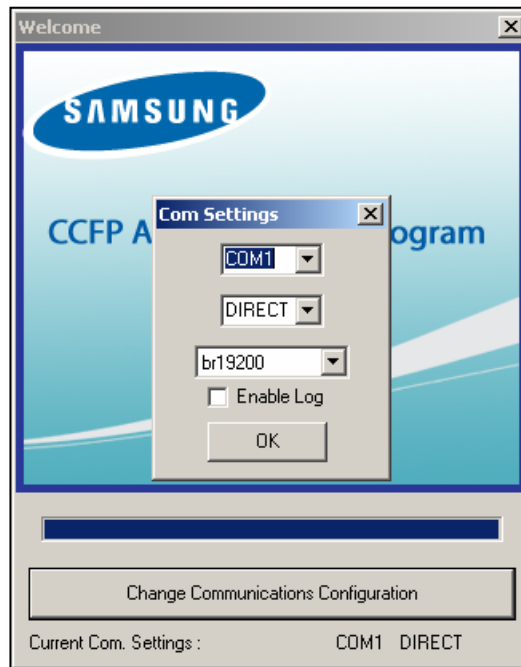 Welcome
SAMSUNG
Com Settings
CCFP A ogram
COM1
DIRECT
br19200
Enable Log
OK
Change Communications Configuration
Current Com. Settings : COM1 DIRECT